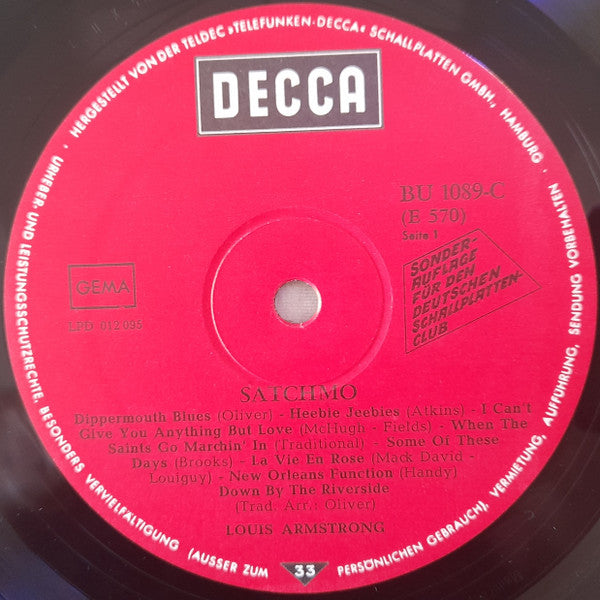 HERGESTELLT VON DER TELDEC »TELEFUNKEN-DECCA« SCHALLPLATTEN GMBH, HAMBURG ·
DECCA
BU 1089-C
(E 570)
Seite 1
SONDER-
AUFLAGE
FÜR DEN
DEUTSCHEN
SCHALLPLATTEN-
CLUB
GEMA
LPD 012095
SATCHMO
Dippermouth Blues (Oliver) - Heebie Jeebies (Atkins) - I Can't
Give You Anything But Love (McHugh - Fields) - When The
Saints Go Marchin' In (Traditional) - Some Of These
Days (Brooks) - La Vie En Rose (Mack David -
Louiguy) - New Orleans Function (Handy)
Down By The Riverside
(Trad. Arr.: Oliver)
LOUIS ARMSTRONG
URHEBER- UND LEISTUNGSSCHUTZRECHTE, BESONDERS VERVIELFÄLTIGUNG (AUSSER ZUM PERSÖNLICHEN GEBRAUCH), VERMIETUNG, AUFFÜHRUNG, SENDUNG VORBEHALTEN
33